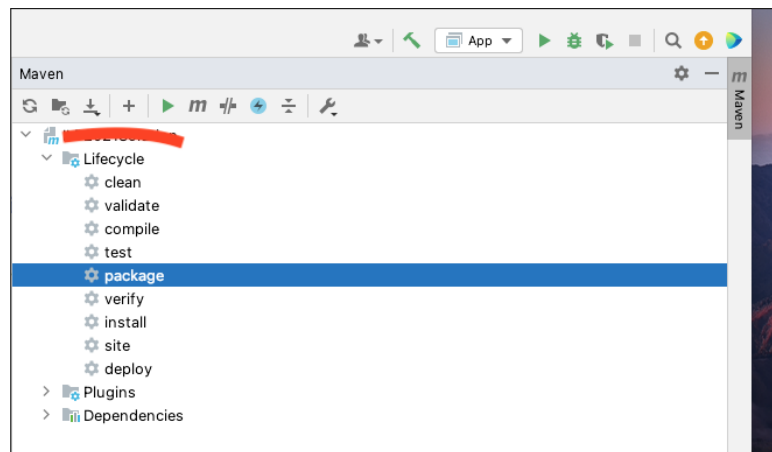 App
Maven
m
m
Maven
Lifecycle
clean
validate
compile
test
package
verify
install
site
deploy
Plugins
Dependencies